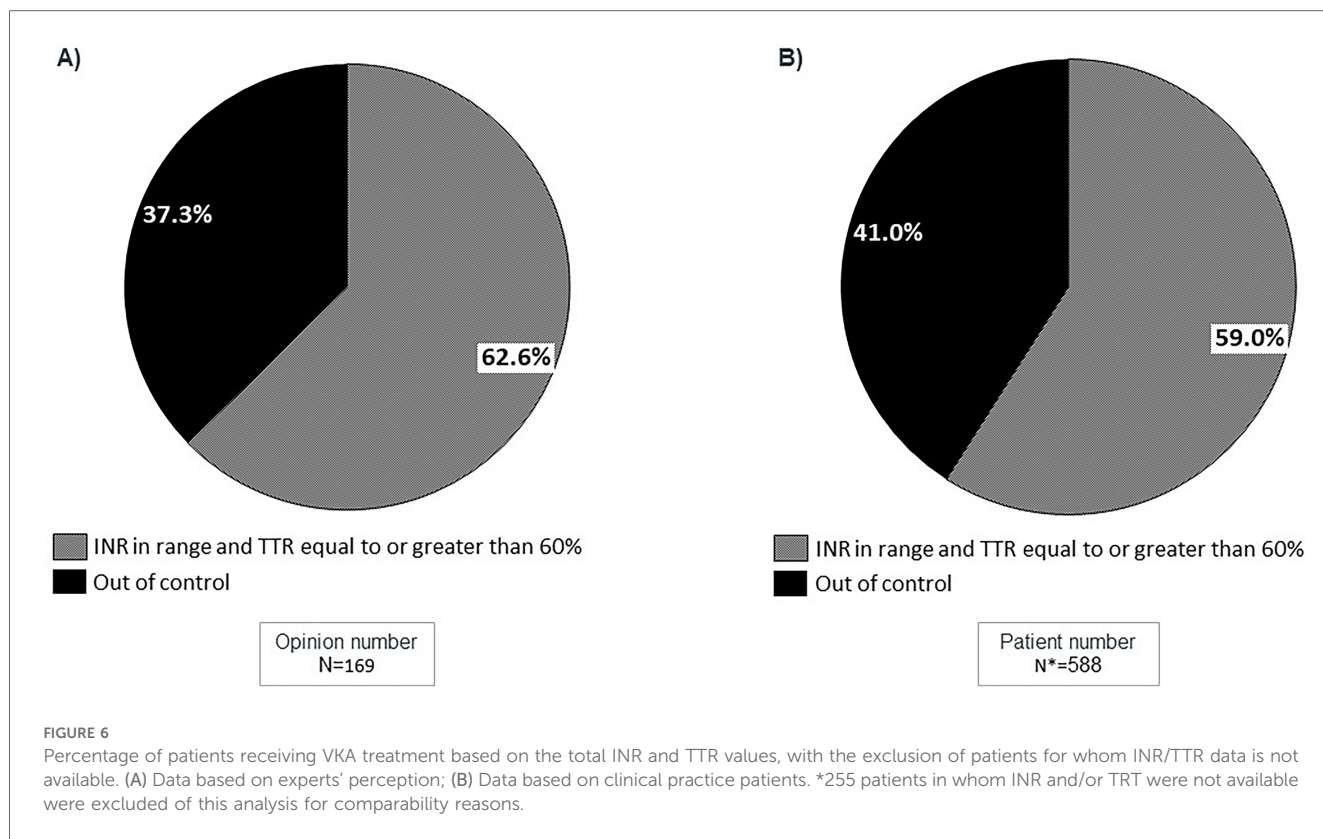 A)
37.3%
62.6%
INR in range and TTR equal to or greater than 60%
Out of control
Opinion number
N=169
B)
41.0%
59.0%
INR in range and TTR equal to or greater than 60%
Out of control
Patient number
N*=588
FIGURE 6
Percentage of patients receiving VKA treatment based on the total INR and TTR values, with the exclusion of patients for whom INR/TTR data is not
available. (A) Data based on experts' perception; (B) Data based on clinical practice patients. *255 patients in whom INR and/or TRT were not available
were excluded of this analysis for comparability reasons.